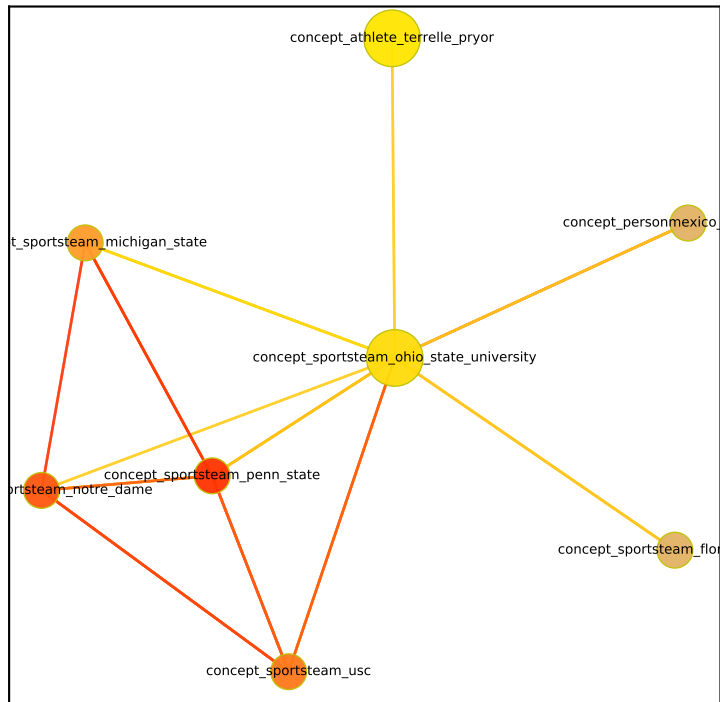 concept_athlete_terrelle_pryor
concept_personmexico_
t_sportsteam_michigan_state
concept_sportsteam_ohio_state_university
concept_sportsteam_penn_state
ortsteam_notre_dame
concept_sportsteam_flor
concept_sportsteam_usc